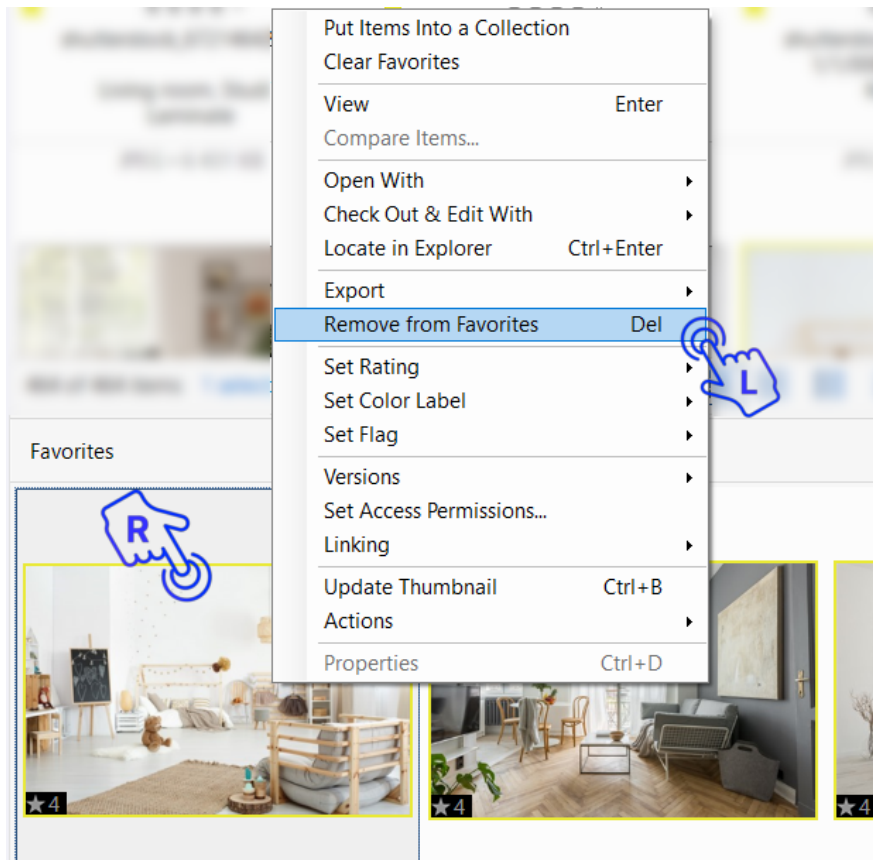 Put Items Into a Collection
Clear Favorites
View Enter
Compare Items...
Open With
Check Out & Edit With
Locate in Explorer Ctrl+Enter
Export
Remove from Favorites Del
Set Rating
L
Set Color Label
Set Flag
Favorites
Versions
Set Access Permissions...
R
Linking
Update Thumbnail Ctrl+B
Actions
Properties Ctrl+D
★4 ★4 ★4